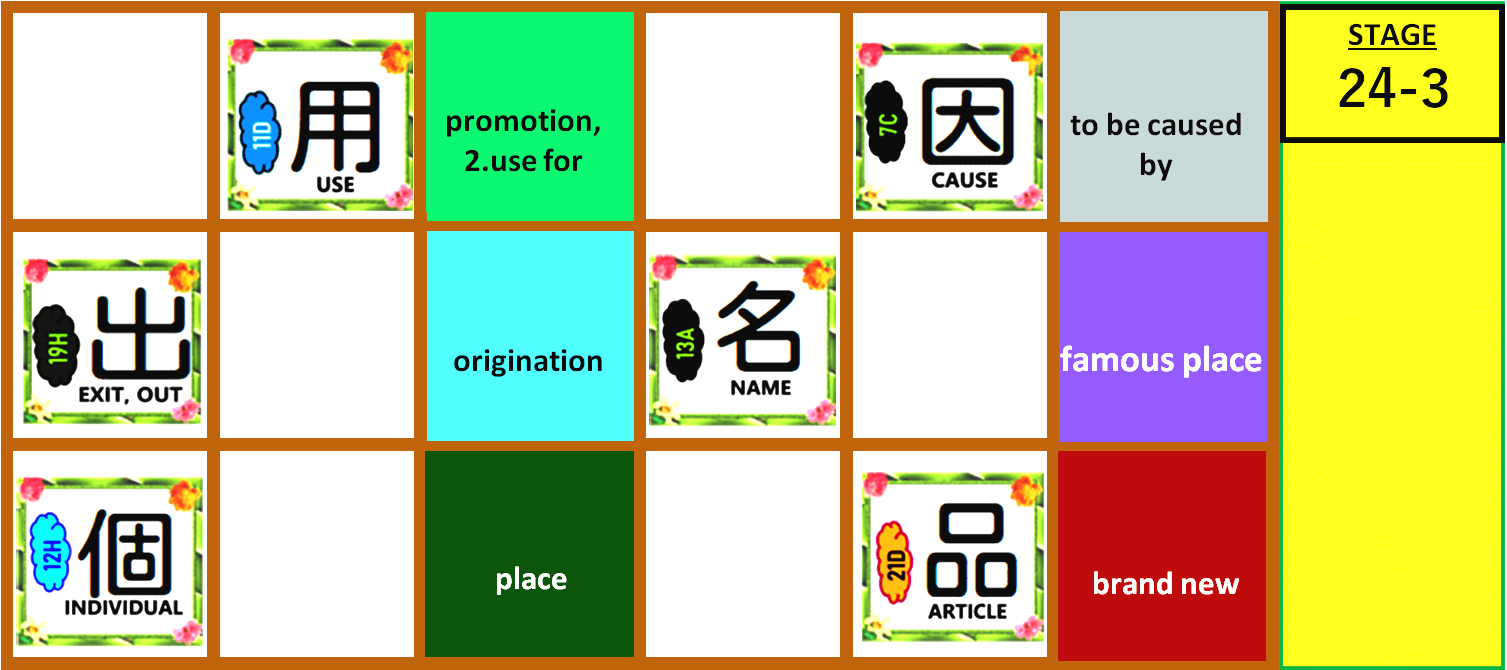 11D
用
USE
promotion,
2.use for
7C
因
CAUSE
to be caused
by
STAGE
24-3
19H
出
EXIT, OUT
origination
13A
名
NAME
famous place
12H
個
INDIVIDUAL
place
21D
品
ARTICLE
brand new